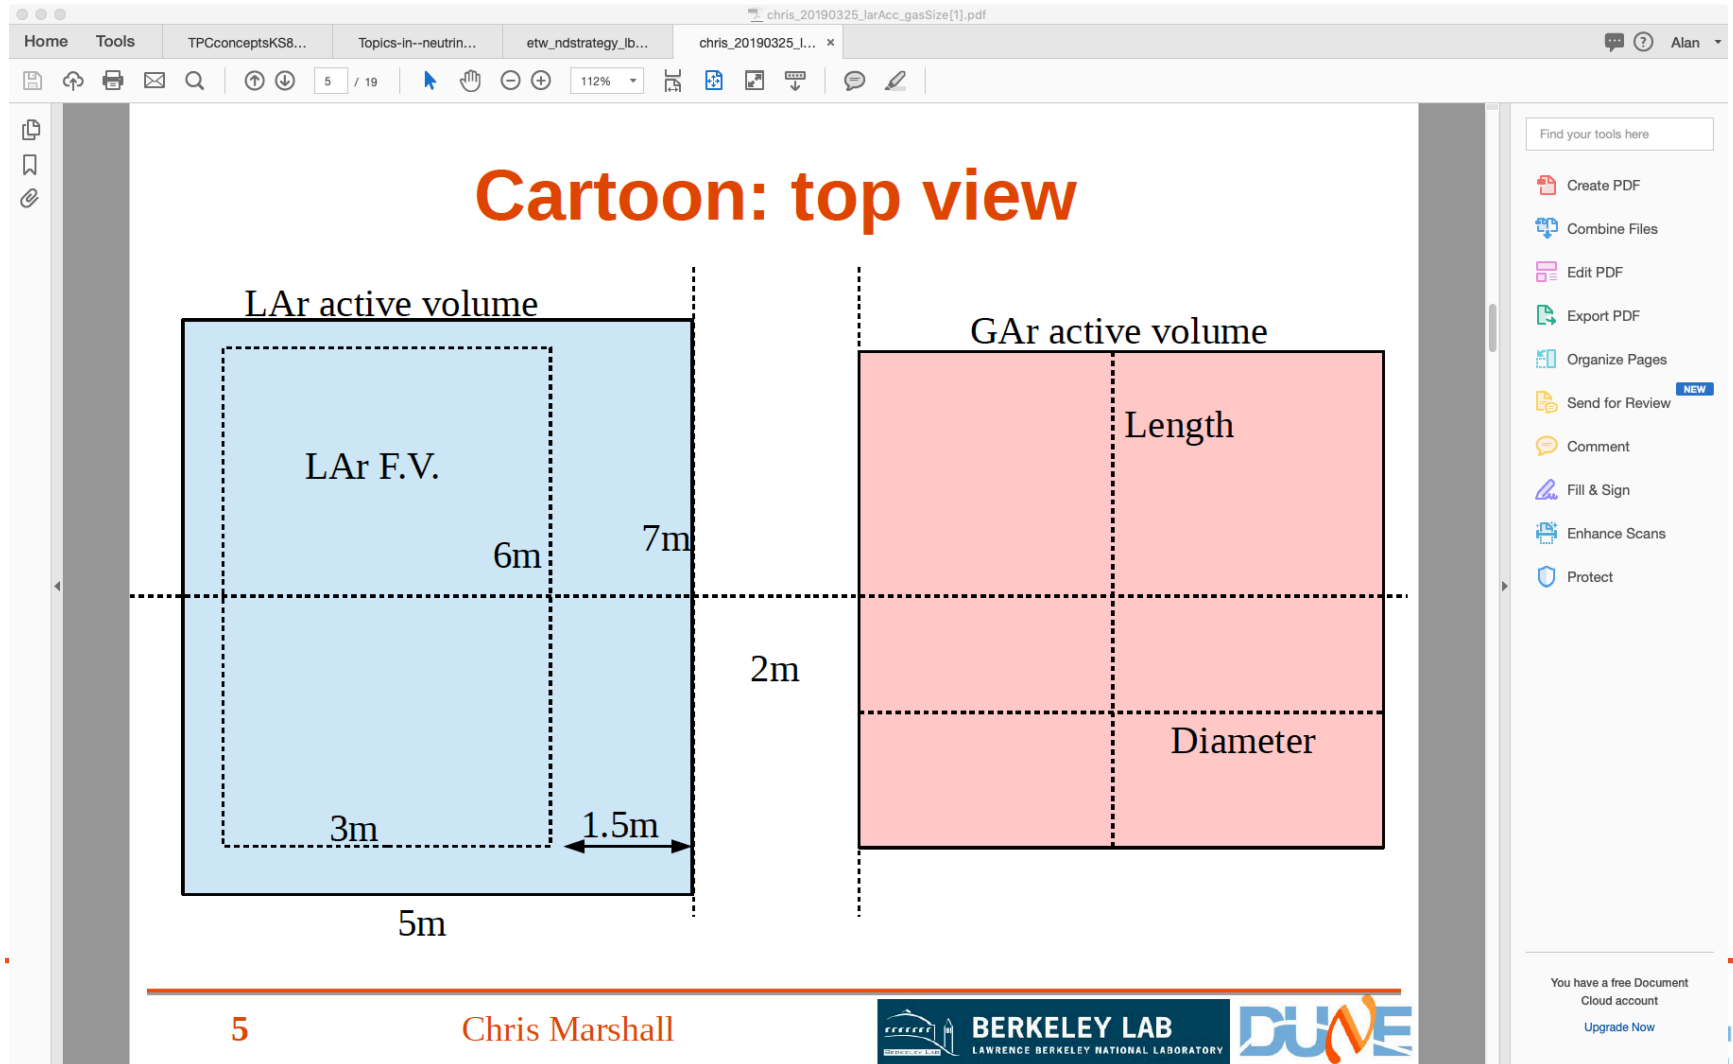 chris_20190325_larAcc_gasSize[1].pdf
Home Tools TPCconceptsKS8... Topics-in--neutrin... etw_ndstrategy_lb... chris_20190325_l... × ? Alan
5 / 19 112%
Find your tools here
Create PDF
Combine Files
Edit PDF
Export PDF
Organize Pages
NEW
Send for Review
Comment
Fill & Sign
Enhance Scans
Protect
You have a free Document
Cloud account
Upgrade Now
Cartoon: top view
LAr active volume
GAr active volume
Length
LAr F.V.
7m
6m
2m
Diameter
3m
1.5m
5m
5 Chris Marshall
BERKELEY LAB
BERKELEY LAB
LAWRENCE BERKELEY NATIONAL LABORATORY
DUNE